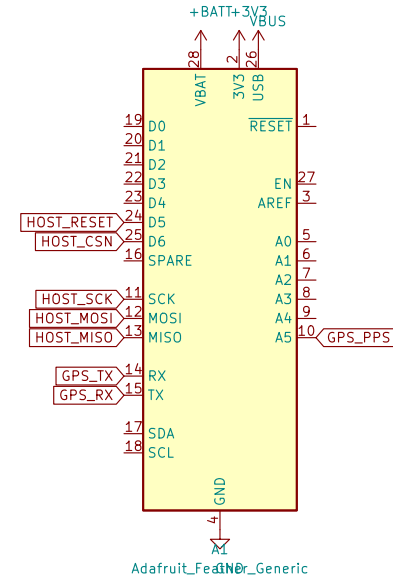 +BATT +3V3
VBUS
28 2 26
VBAT 3V3 USB
19 D0 RESET 1
20 D1
21 D2
22 D3 EN 27
23 D4 AREF 3
HOST_RESET 24 D5
HOST_CSN 25 D6 A0 5
16 SPARE A1 6
A2 7
HOST_SCK 11 SCK A3 8
HOST_MOSI 12 MOSI A4 9
HOST_MISO 13 MISO A5 10 GPS_PPS
GPS_TX 14 RX
GPS_RX 15 TX
17 SDA
18 SCL
GND
4
A1
Adafruit_Feather_Generic
GND